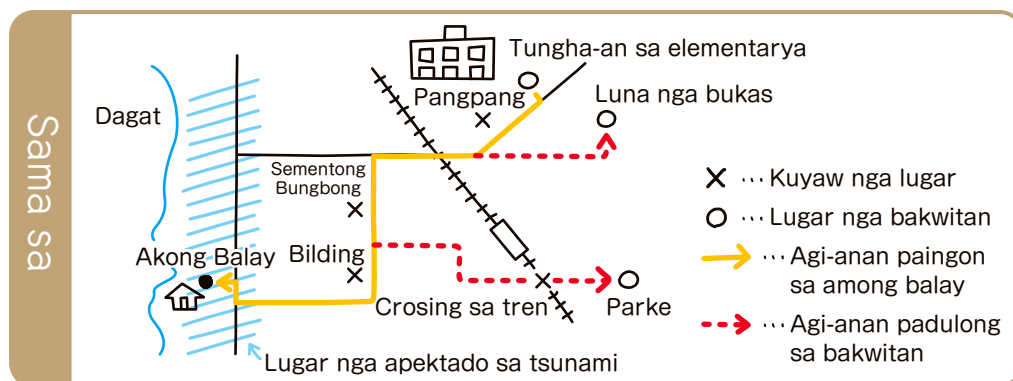 Sama sa
Tungha-an sa elementarya
Pangpang
Luna nga bukas
Dagat
Sementong
Bungbong
Bilding
Akong Balay
Crosing sa tren
Parke
Lugar nga apektado sa tsunami
× ··· Kuyaw nga lugar
○ ··· Lugar nga bakwitan
··· Agi-anan paingon
sa among balay
··· Agi-anan padulong
sa bakwitan